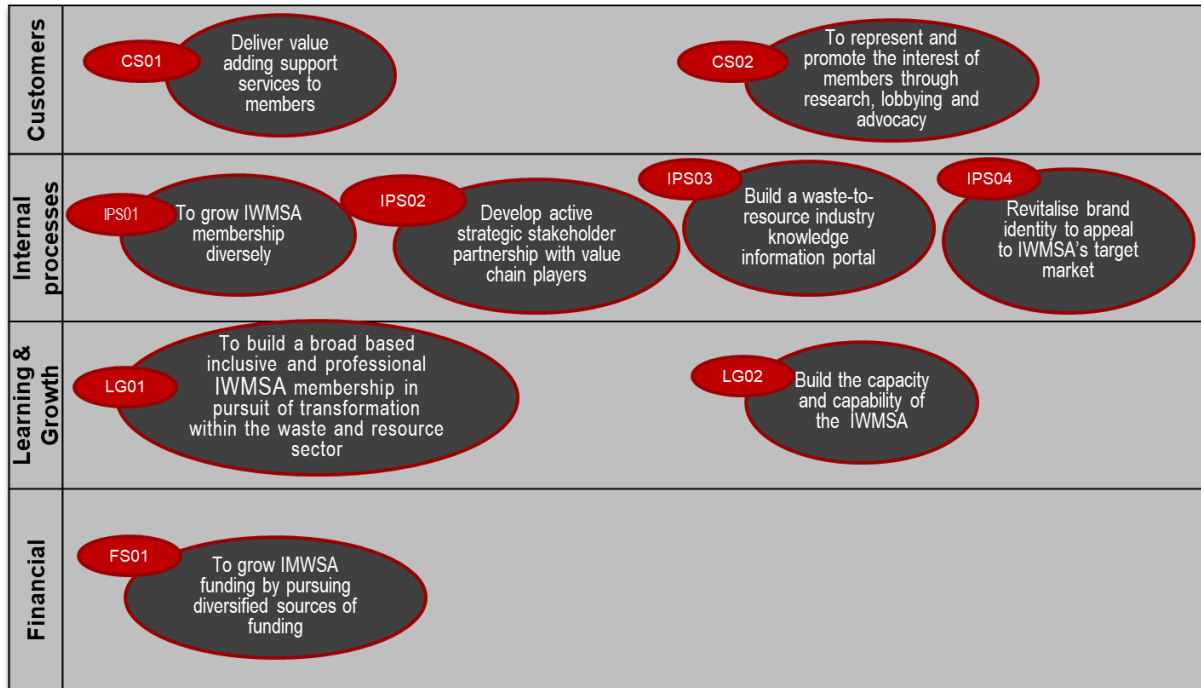 Customers
CS01
Deliver value
adding support
services to
members
CS02
To represent and
promote the interest of
members through
research, lobbying and
advocacy
Internal
processes
IPS01
To grow IWMSA
membership
diversely
IPS02
Develop active
strategic stakeholder
partnership with value
chain players
IPS03
Build a waste-to-
resource industry
knowledge
information portal
IPS04
Revitalise brand
identity to appeal
to IWMSA's target
market
Learning &
Growth
LG01
To build a broad based
inclusive and professional
IWMSA membership in
pursuit of transformation
within the waste and resource
sector
LG02
Build the capacity
and capability of
the IWMSA
Financial
FS01
To grow IMWSA
funding by pursuing
diversified sources of
funding